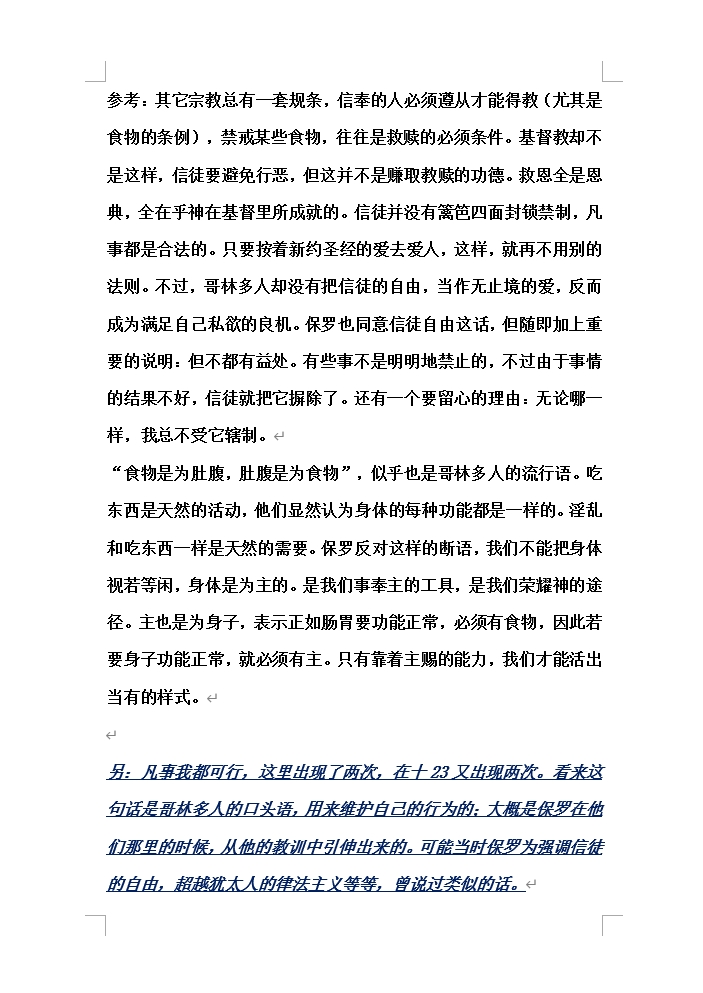 参考：其它宗教总有一套规条，信奉的人必须遵从才能得教（尤其是
食物的条例），禁戒某些食物，往往是救赎的必须条件。基督教却不
是这样，信徒要避免行恶，但这并不是赚取教赎的功德。救恩全是恩
典，全在乎神在基督里所成就的。信徒并没有篱笆四面封锁禁制，凡
事都是合法的。只要按着新约圣经的爱去爱人，这样，就再不用别的
法则。不过，哥林多人却没有把信徒的自由，当作无止境的爱，反而
成为满足自己私欲的良机。保罗也同意信徒自由这话，但随即加上重
要的说明：但不都有益处。有些事不是明明地禁止的，不过由于事情
的结果不好，信徒就把它摒除了。还有一个要留心的理由：无论哪一
样，我总不受它辖制。
“食物是为肚腹，肚腹是为食物”，似乎也是哥林多人的流行语。吃
东西是天然的活动，他们显然认为身体的每种功能都是一样的。淫乱
和吃东西一样是天然的需要。保罗反对这样的断语，我们不能把身体
视若等闲，身体是为主的。是我们事奉主的工具，是我们荣耀神的途
径。主也是为身子，表示正如肠胃要功能正常，必须有食物，因此若
要身子功能正常，就必须有主。只有靠着主赐的能力，我们才能活出
当有的样式。
另：凡事我都可行，这里出现了两次，在十 23 又出现两次。看来这
句话是哥林多人的口头语，用来维护自己的行为的；大概是保罗在他
们那里的时候，从他的教训中引伸出来的。可能当时保罗为强调信徒
的自由，超越犹太人的律法主义等等，曾说过类似的话。